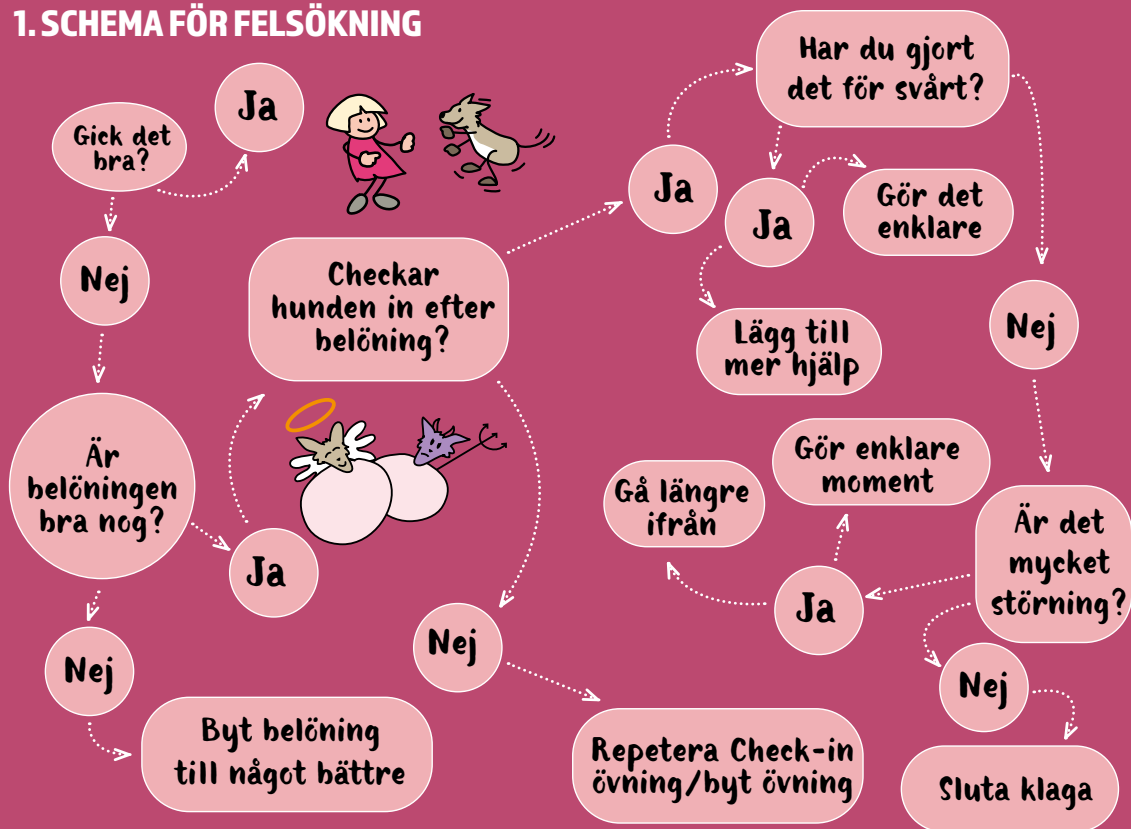 1. SCHEMA FÖR FELSÖKNING
Gick det
bra?
Ja
Nej
Är
belöningen
bra nog?
Nej
Byt belöning
till något bättre
Ja
Checkar
hunden in efter
belöning?
Nej
Repetera Check-in
övning/byt övning
Ja
Har du gjort
det för svårt?
Ja
Gör det
enklare
Lägg till
mer hjälp
Nej
Är det
mycket
störning?
Ja
Gör enklare
moment
Gå längre
ifrån
Nej
Sluta klaga